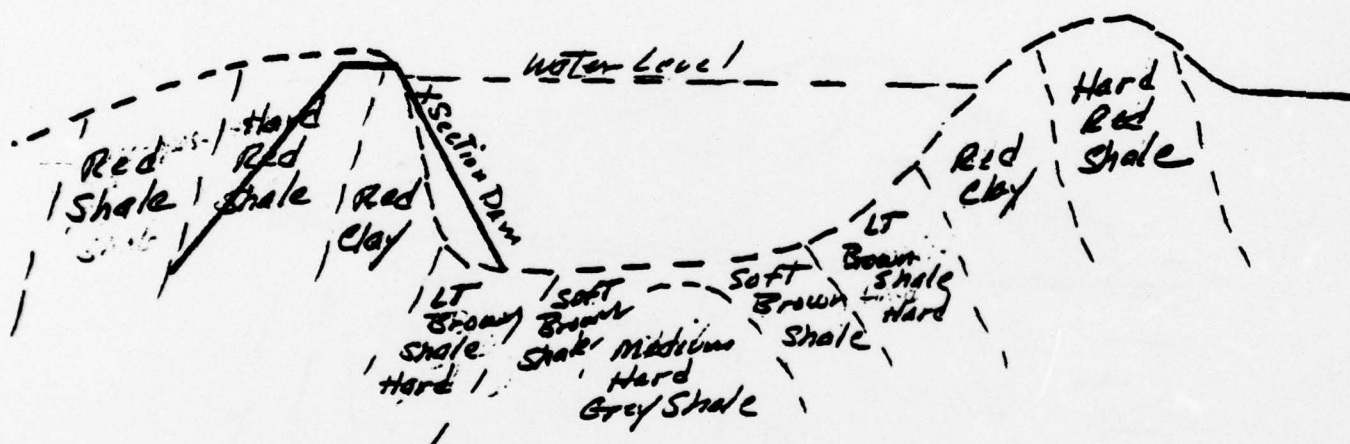 Water Level
Section Dam
Red
Shale
Hard
Red
Shale
Red
Clay
LT
Brown
Shale
Hard
Soft
Brown
Shale
Medium
Hard
Grey Shale
Soft
Brown
Shale
LT
Brown
Shale
Hard
Red
Clay
Hard
Red
Shale